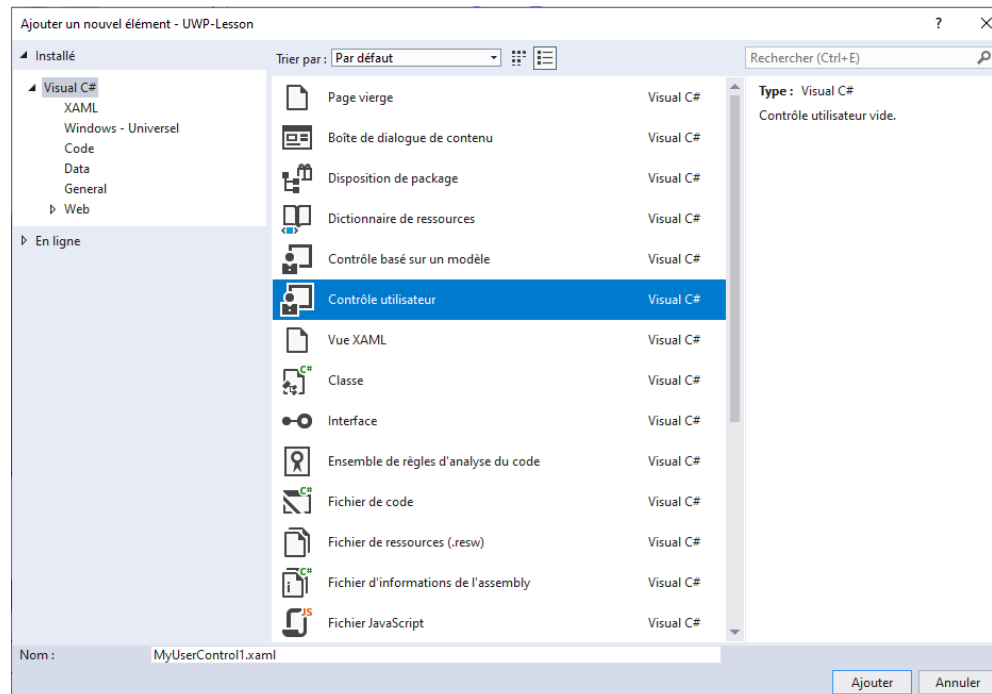 Ajouter un nouvel élément - UWP-Lesson
?
Installé
Trier par : Par défaut
Rechercher (Ctrl+E)
Visual C#
XAML
Windows - Universel
Code
Data
General
Web
En ligne
Page vierge Visual C#
Boîte de dialogue de contenu Visual C#
Disposition de package Visual C#
Dictionnaire de ressources Visual C#
Contrôle basé sur un modèle Visual C#
Contrôle utilisateur Visual C#
Vue XAML Visual C#
C#
Classe Visual C#
Interface Visual C#
Ensemble de règles d'analyse du code Visual C#
C#
Fichier de code Visual C#
Fichier de ressources (.resw) Visual C#
C#
Fichier d'informations de l'assembly Visual C#
JS
Fichier JavaScript Visual C#
Type : Visual C#
Contrôle utilisateur vide.
Nom : MyUserControl1.xaml
Ajouter Annuler